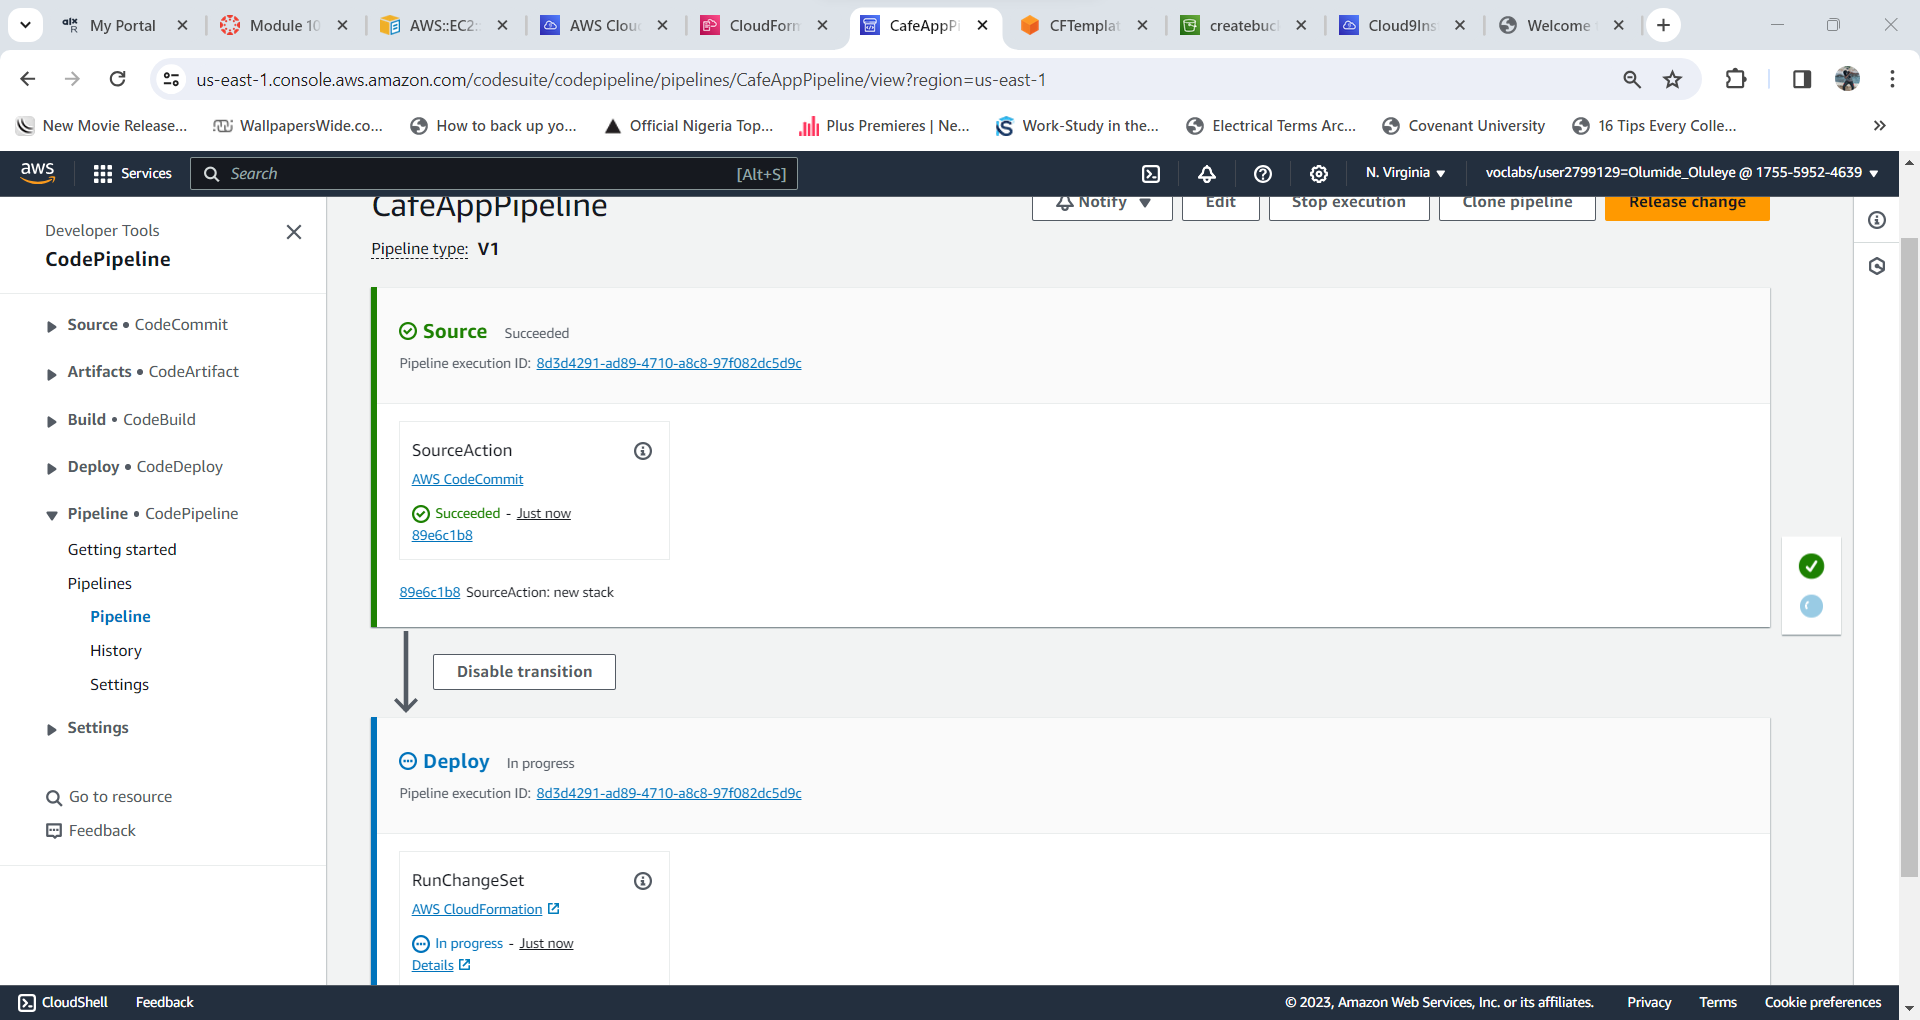 My Portal
Module 10
AWS::EC2::
AWS Clou
CloudForm
CafeAppPi
CFTemplat
createbuc
Cloud9Ins
Welcome
us-east-1.console.aws.amazon.com/codesuite/codepipeline/pipelines/CafeAppPipeline/view?region=us-east-1
New Movie Release...
WallpapersWide.co...
How to back up yo...
Official Nigeria Top...
Plus Premieres | Ne...
Work-Study in the...
Electrical Terms Arc...
Covenant University
16 Tips Every Colle...
aws
Services
Search
[Alt+S]
N. Virginia
voclabs/user2799129=Olumide_Oluleye @ 1755-5952-4639
Developer Tools
CodePipeline
Source • CodeCommit
Artifacts • CodeArtifact
Build • CodeBuild
Deploy • CodeDeploy
Pipeline • CodePipeline
Getting started
Pipelines
Pipeline
History
Settings
Settings
Go to resource
Feedback
CafeAppPipeline
Notify
Edit
Stop execution
Clone pipeline
Release change
Pipeline type: V1
Source Succeeded
Pipeline execution ID: 8d3d4291-ad89-4710-a8c8-97f082dc5d9c
SourceAction
AWS CodeCommit
Succeeded - Just now
89e6c1b8
89e6c1b8 SourceAction: new stack
Disable transition
Deploy In progress
Pipeline execution ID: 8d3d4291-ad89-4710-a8c8-97f082dc5d9c
RunChangeSet
AWS CloudFormation
In progress - Just now
Details
CloudShell
Feedback
© 2023, Amazon Web Services, Inc. or its affiliates.
Privacy
Terms
Cookie preferences